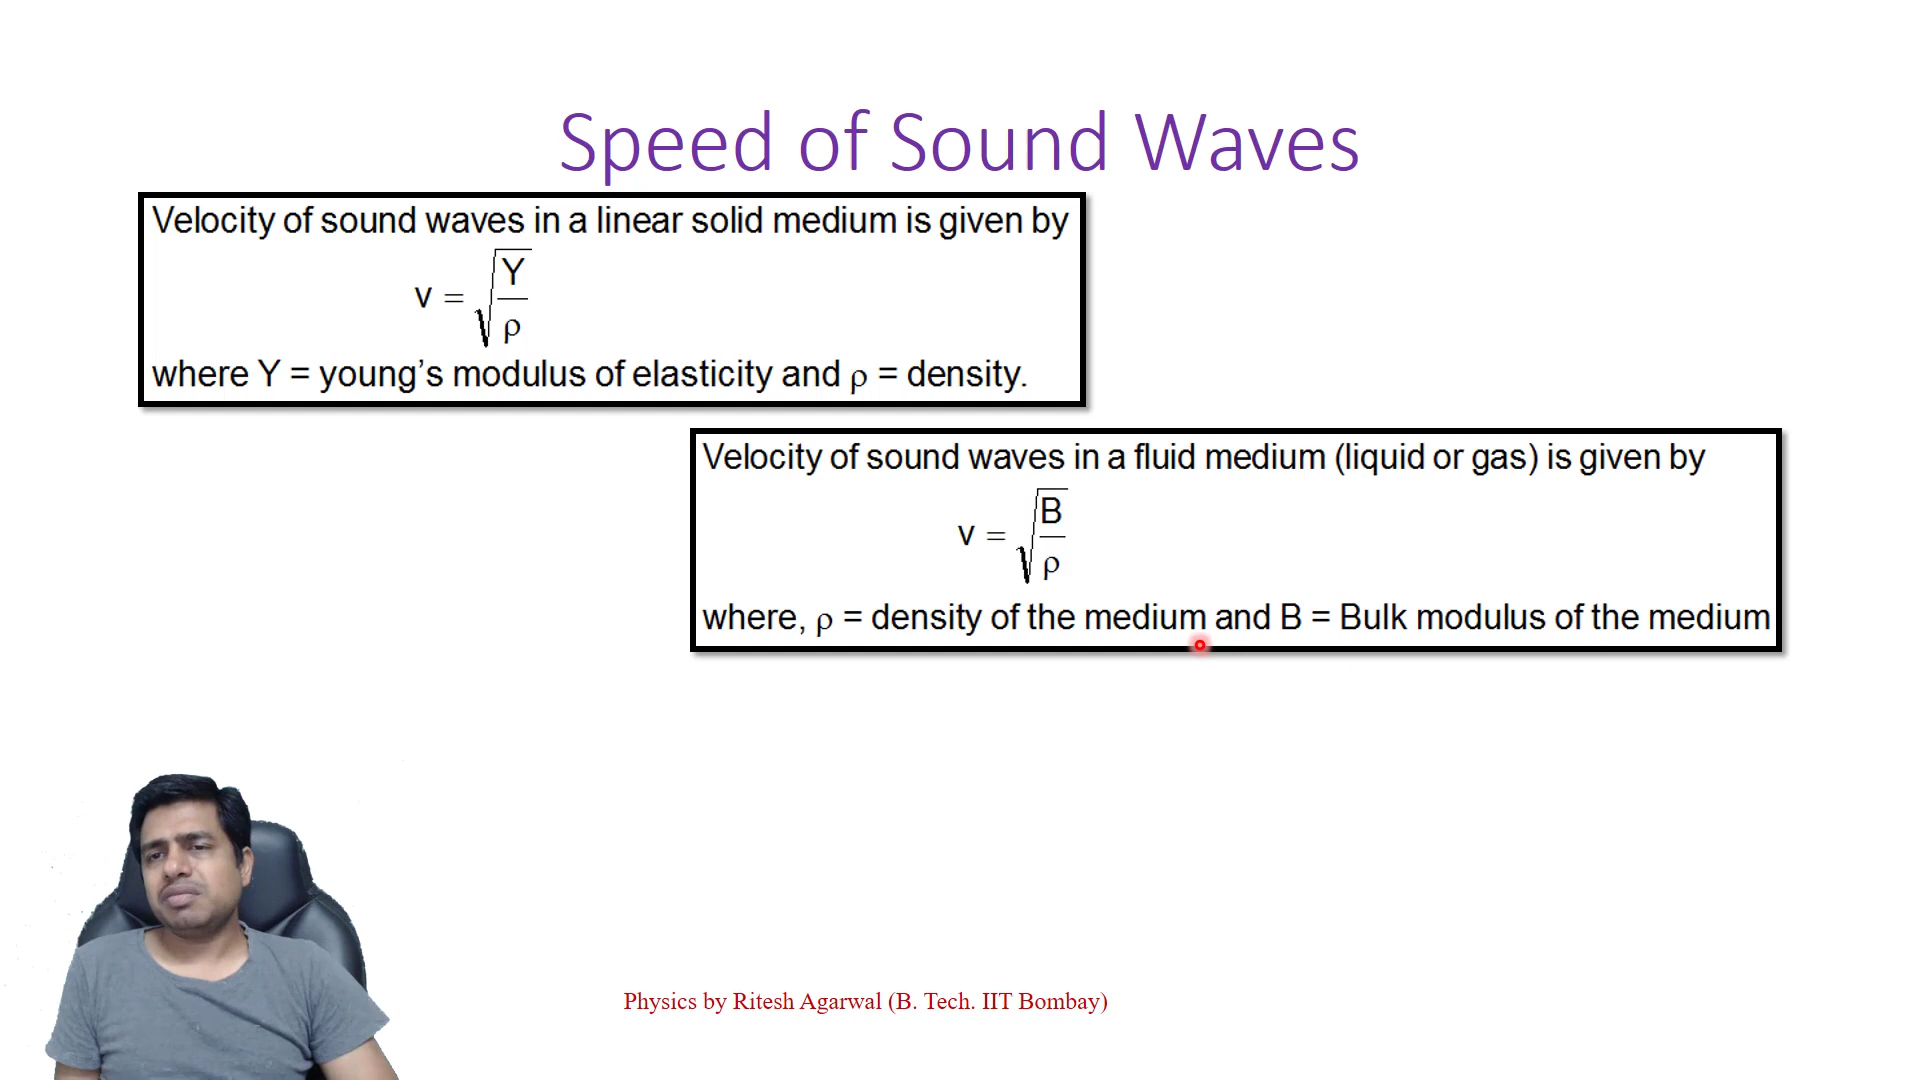 Speed of Sound Waves
Velocity of sound waves in a linear solid medium is given by
v = √(Y/ρ)
where Y = young’s modulus of elasticity and ρ = density.
Velocity of sound waves in a fluid medium (liquid or gas) is given by
v = √(B/ρ)
where, ρ = density of the medium and B = Bulk modulus of the medium
Physics by Ritesh Agarwal (B. Tech. IIT Bombay)